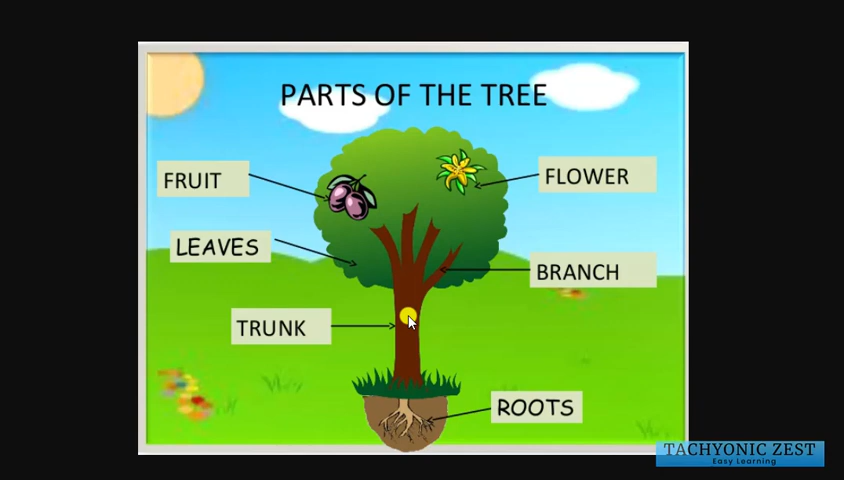 PARTS OF THE TREE
FRUIT
FLOWER
LEAVES
BRANCH
TRUNK
ROOTS
TACHYONIC ZEST
Easy Learning